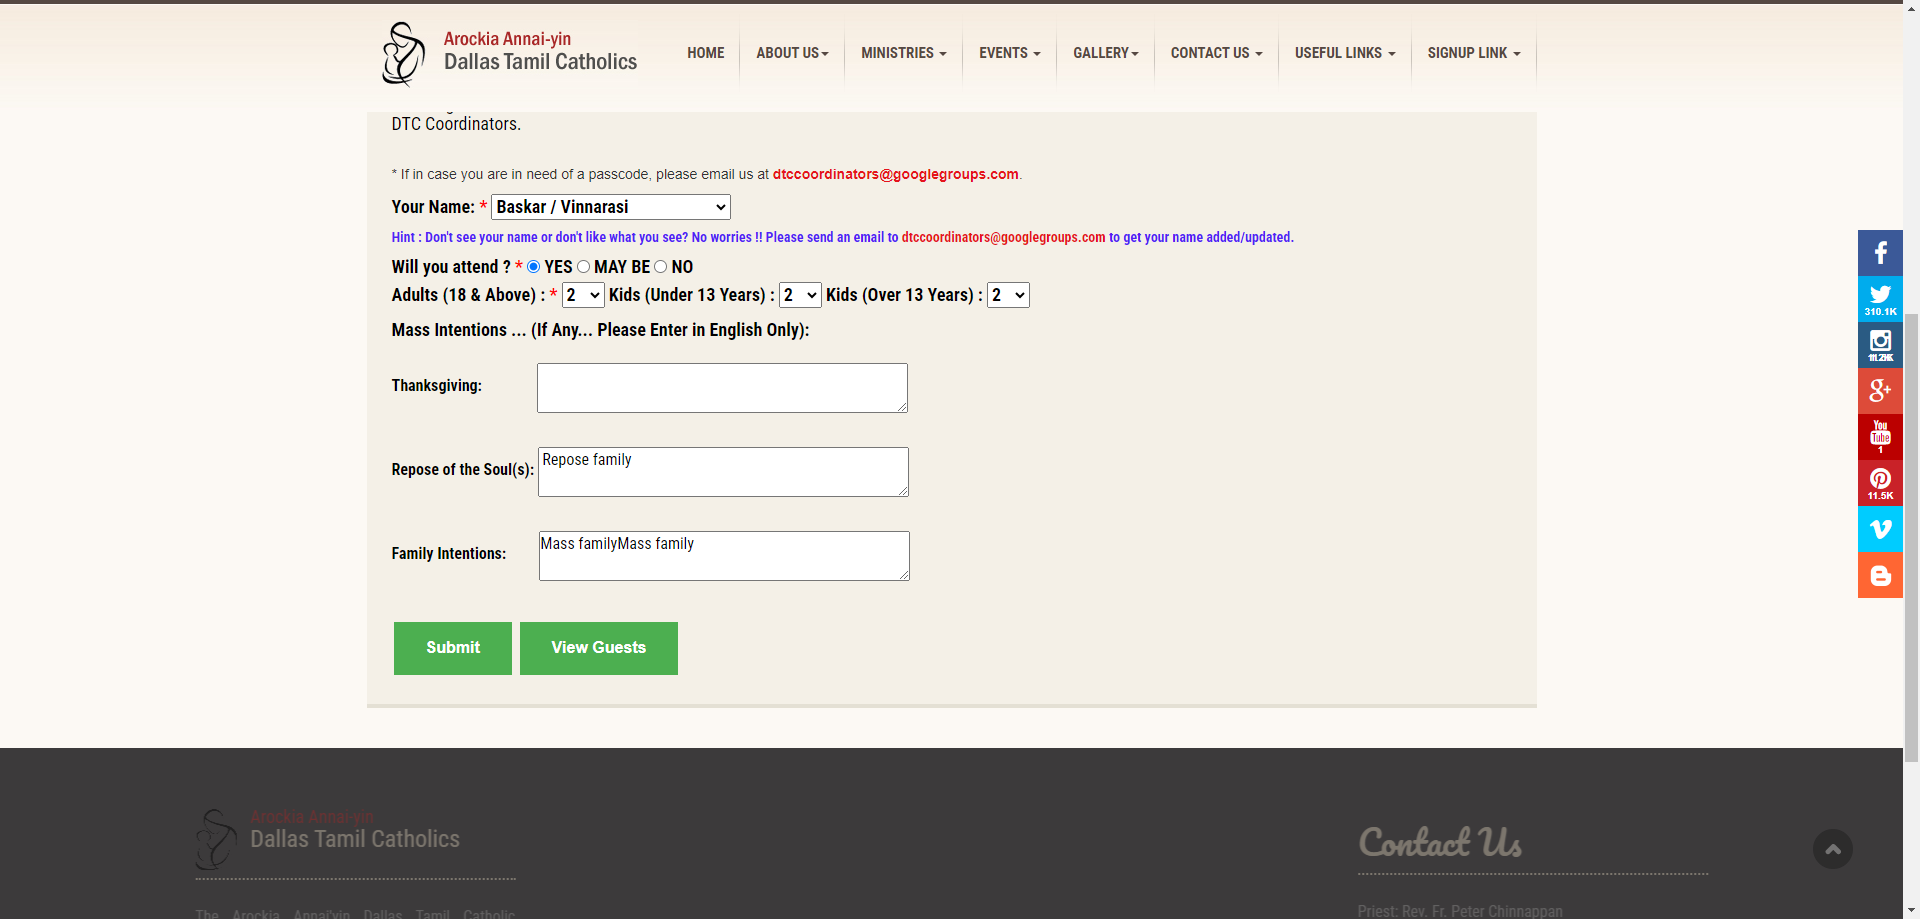 Arockia Annai-yin
Dallas Tamil Catholics
HOME ABOUT US MINISTRIES EVENTS GALLERY CONTACT US USEFUL LINKS SIGNUP LINK
DTC Coordinators.
* If in case you are in need of a passcode, please email us at dtccoordinators@googlegroups.com.
Your Name: * Baskar / Vinnarasi
Hint : Don't see your name or don't like what you see? No worries !! Please send an email to dtccoordinators@googlegroups.com to get your name added/updated.
Will you attend ? * YES MAY BE NO
Adults (18 & Above) : * 2 Kids (Under 13 Years) : 2 Kids (Over 13 Years) : 2
Mass Intentions ... (If Any... Please Enter in English Only):
Thanksgiving:
Repose of the Soul(s): Repose family
Family Intentions: Mass familyMass family
Submit View Guests
310.1K
g+
You
Tube
1
11.5K
Arockia Annai-yin
Dallas Tamil Catholics
The Arockia Annai'yin Dallas Tamil Catholic
Contact Us
Priest: Rev. Fr. Peter Chinnappan